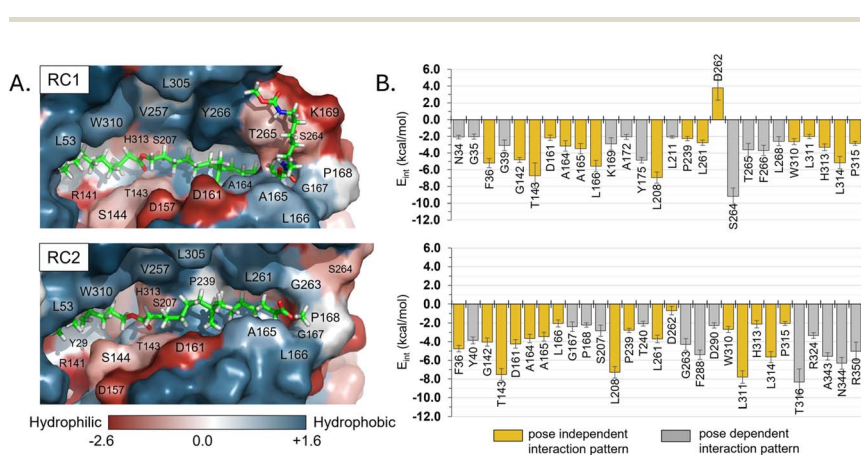 A.
RC1
L305
V257
Y266
K169
W310
T265
S264
L53
H313 S207
P168
G167
R141
T143
D161
A164
A165
S144
D157
L166
RC2
L305
S264
V257
L261
G263
W310
P239
H313
L53
S207
P168
G167
Y29
T143
A165
S144
D161
L166
R141
D157
Hydrophilic
Hydrophobic
-2.6
0.0
+1.6
B.
Eint (kcal/mol)
6.0
4.0
2.0
0.0
-2.0
-4.0
-6.0
-8.0
-10.0
-12.0
N34
G35
F36
G39
G142
T143
D161
A164
A165
L166
K169
A172
Y175
L208
L211
P239
L261
D262
S264
T265
F266
L268
W310
L311
H313
L314
P315
Eint (kcal/mol)
6.0
4.0
2.0
0.0
-2.0
-4.0
-6.0
-8.0
-10.0
-12.0
F36
Y40
G142
T143
D161
A164
A165
L166
G167
P168
S207
L208
P239
T240
L261
D262
G263
F288
D290
W310
L311
H313
L314
P315
T316
R324
A343
N344
R350
pose independent
interaction pattern
pose dependent
interaction pattern